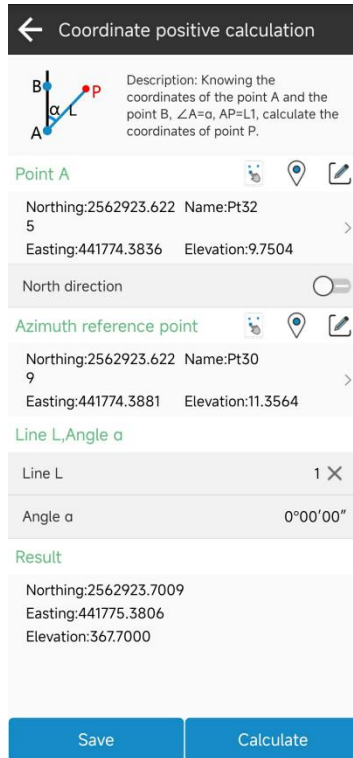 Coordinate positive calculation
B
P
α
L
A
Description: Knowing the
coordinates of the point A and the
point B, ∠A=α, AP=L1, calculate the
coordinates of point P.
Point A
Northing:2562923.622 Name:Pt32
5
Easting:441774.3836 Elevation:9.7504
North direction
Azimuth reference point
Northing:2562923.622 Name:Pt30
9
Easting:441774.3881 Elevation:11.3564
Line L,Angle α
Line L 1
Angle α 0°00'00"
Result
Northing:2562923.7009
Easting:441775.3806
Elevation:367.7000
Save Calculate